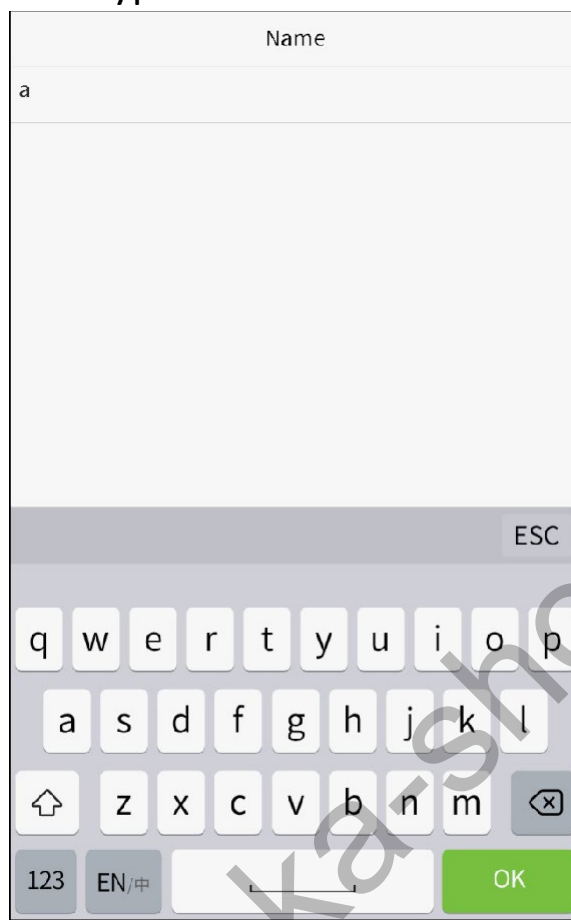 Name
a
ESC
q w e r t y u i o p
a s d f g h j k l
z x c v b n m
123 EN/中 OK